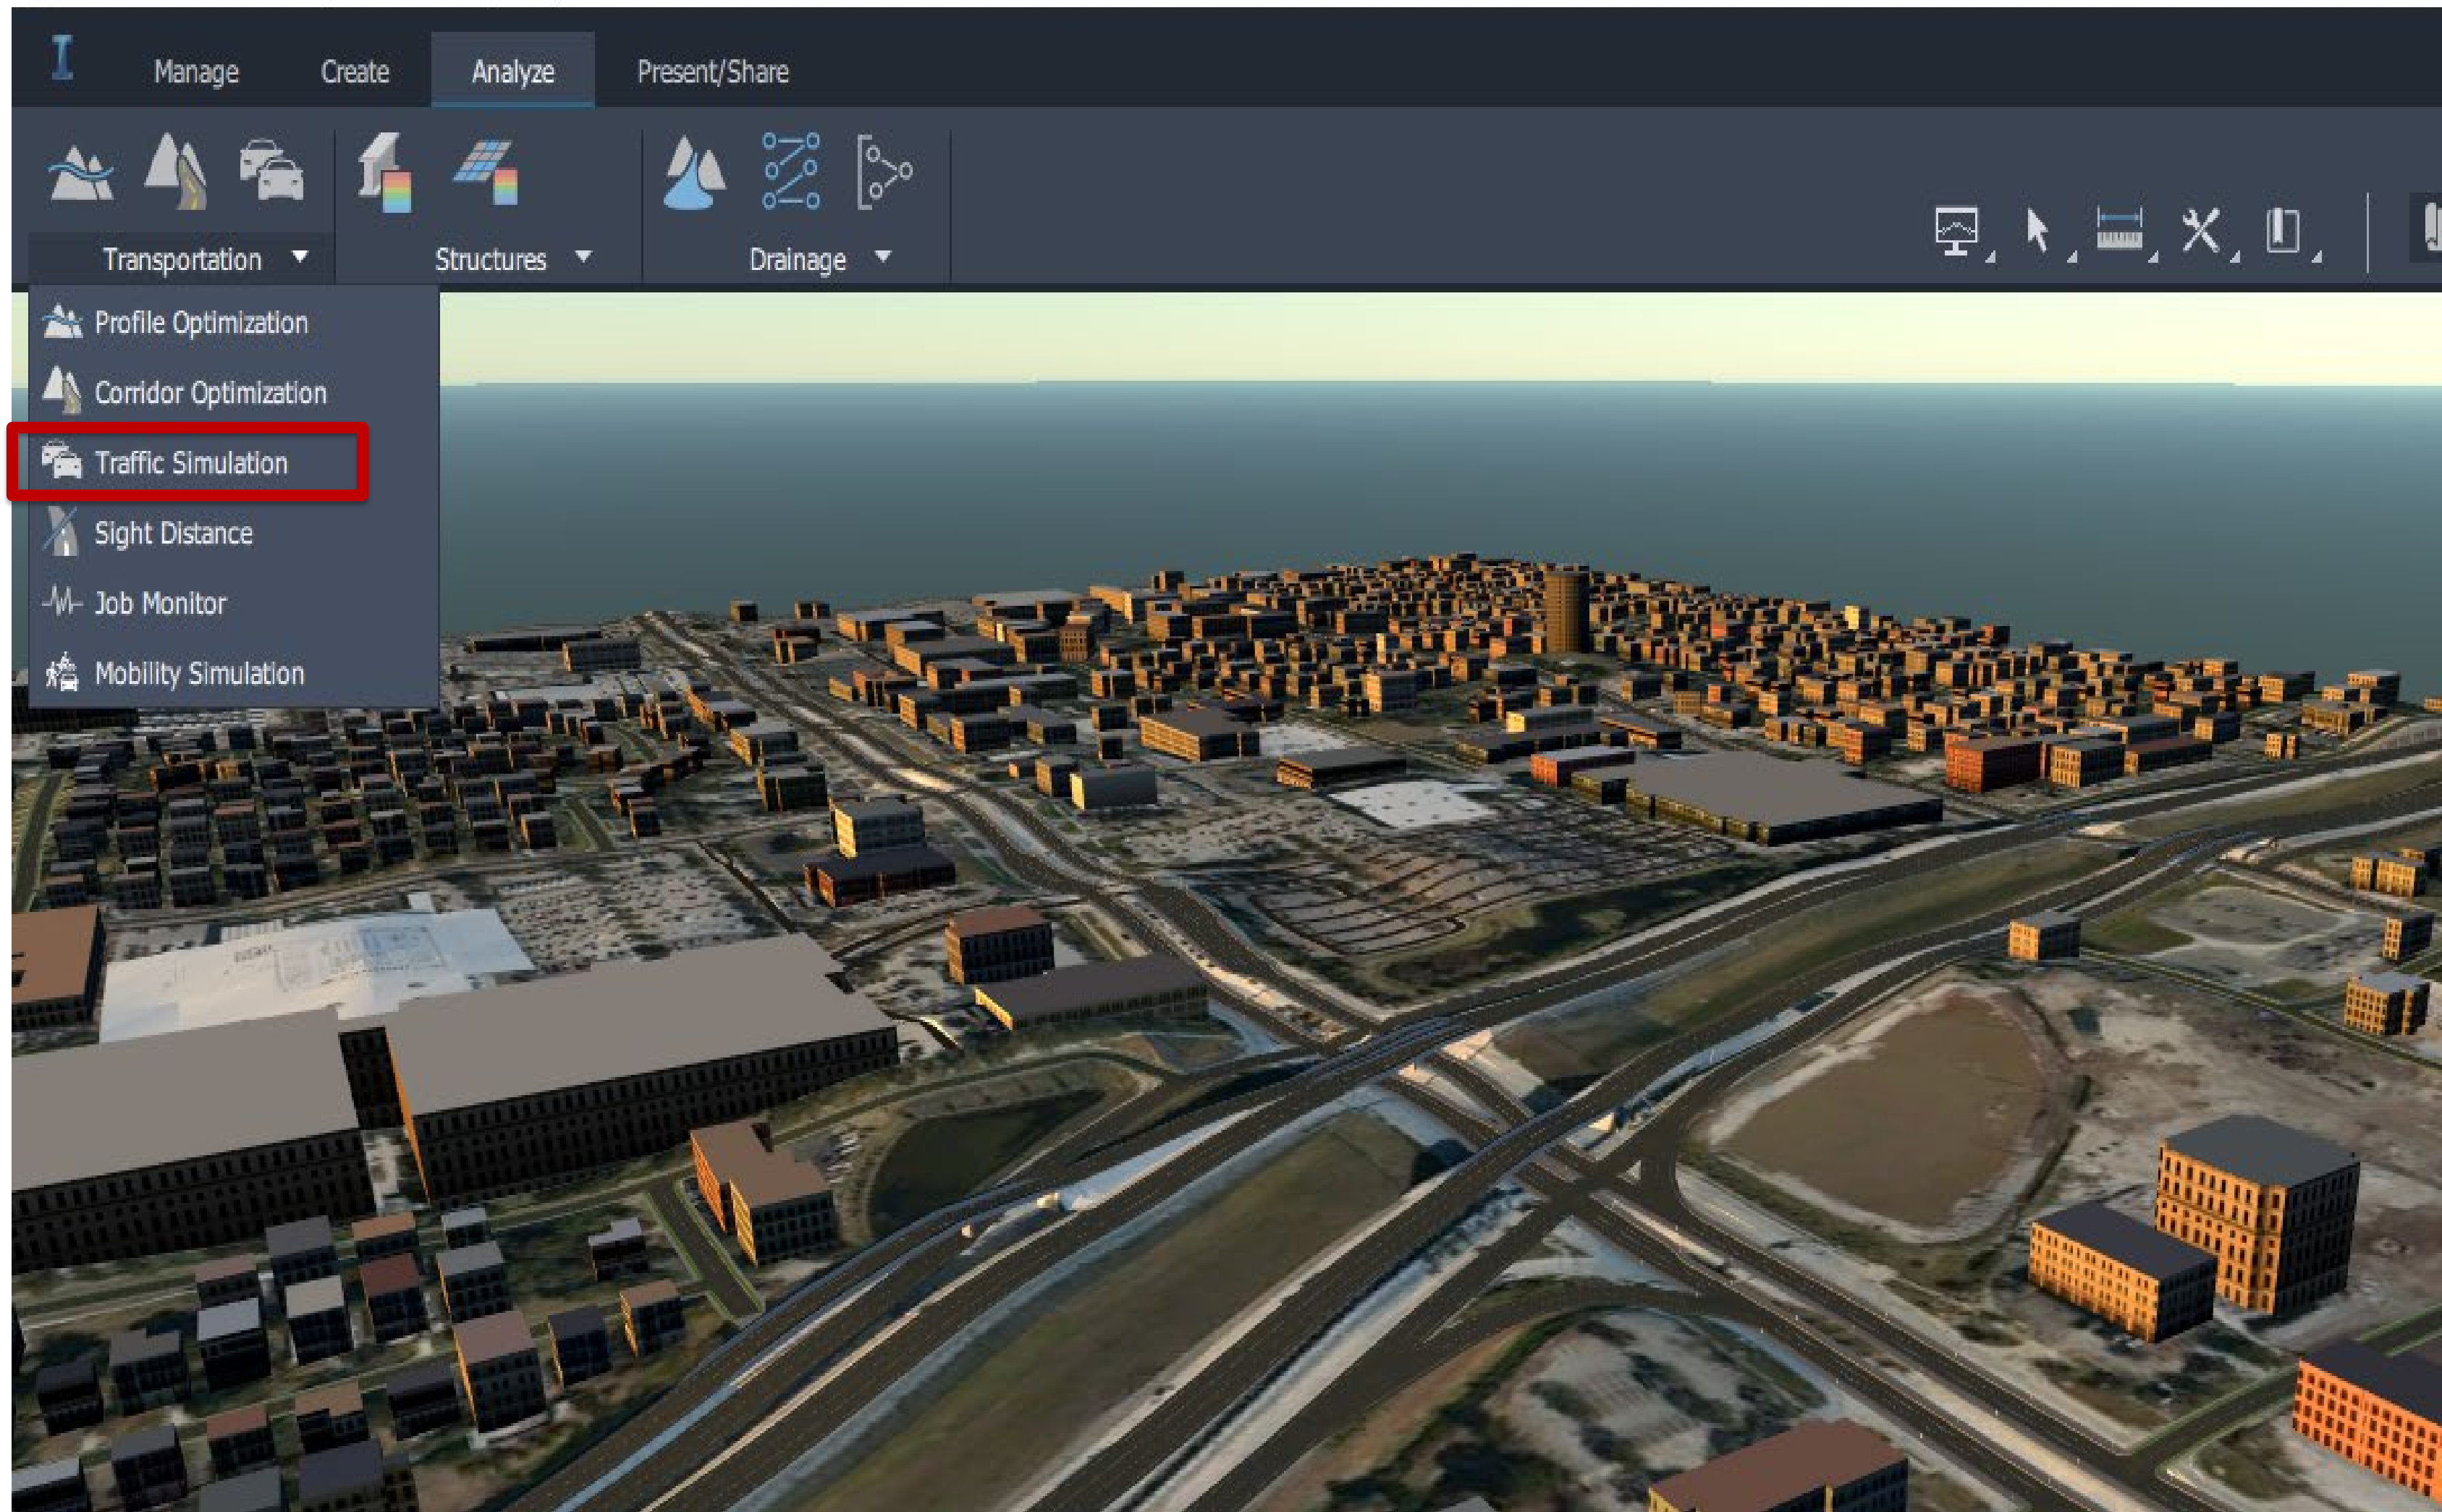 Manage Create Analyze Present/Share
Transportation Structures Drainage
Profile Optimization
Corridor Optimization
Traffic Simulation
Sight Distance
Job Monitor
Mobility Simulation